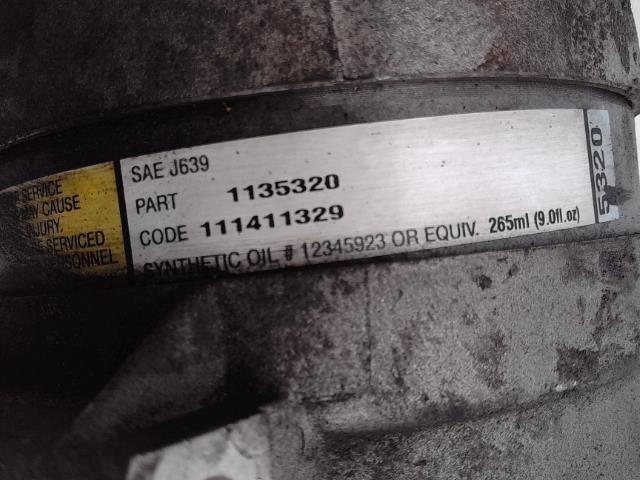 SERVICE
MAY CAUSE
INJURY.
SERVICED
PERSONNEL
SAE J639
PART 1135320
CODE 111411329
SYNTHETIC OIL # 12345923 OR EQUIV. 265ml (9.0fl.oz)
5320